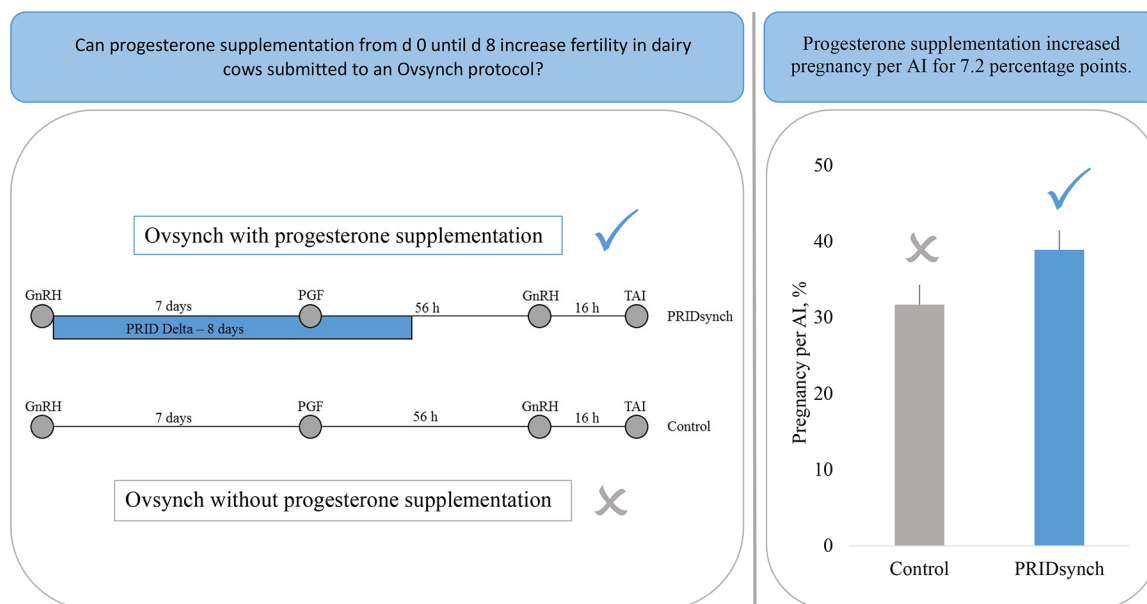 Can progesterone supplementation from d 0 until d 8 increase fertility in dairy
cows submitted to an Ovsynch protocol?
Ovsynch with progesterone supplementation
GnRH
7 days
PGF
56 h
GnRH
16 h
TAI
PRIDsynch
PRID Delta – 8 days
GnRH
7 days
PGF
56 h
GnRH
16 h
TAI
Control
Ovsynch without progesterone supplementation
Progesterone supplementation increased
pregnancy per AI for 7.2 percentage points.
Pregnancy per AI, %
50
40
30
20
10
0
Control
PRIDsynch